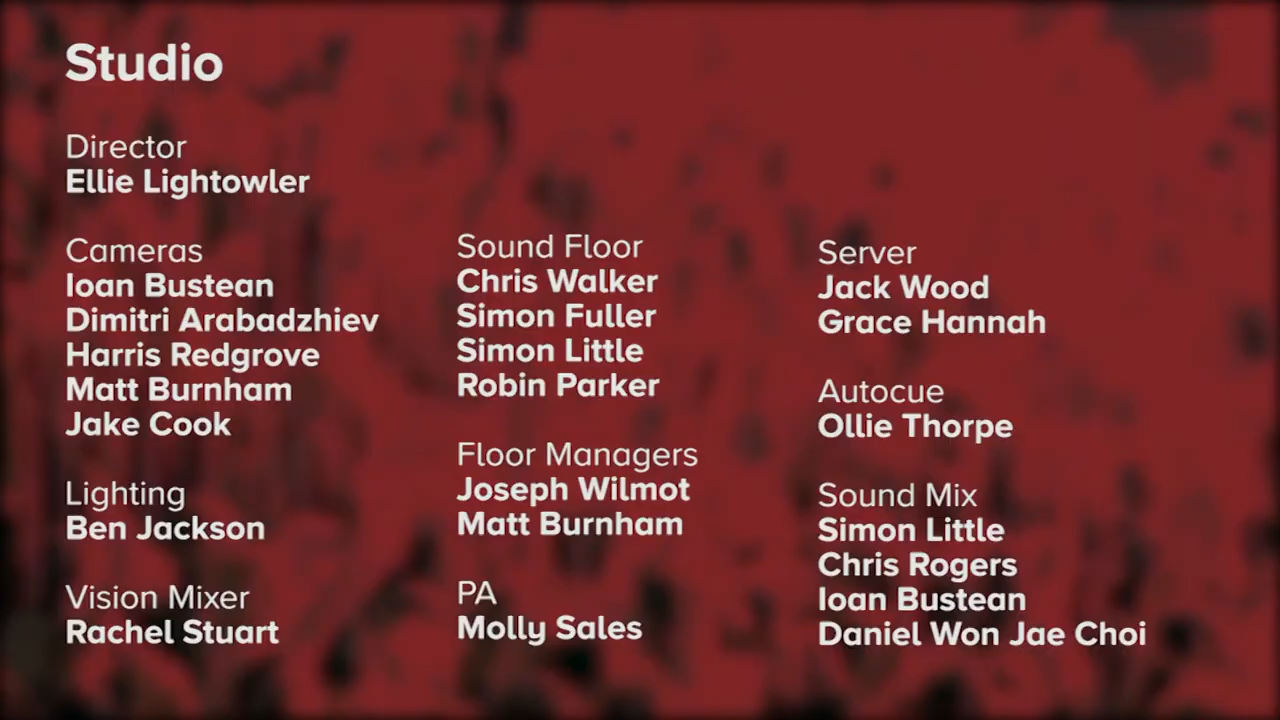 Studio
Director
Ellie Lightowler
Cameras
Ioan Bustean
Dimitri Arabadzhiev
Harris Redgrove
Matt Burnham
Jake Cook
Lighting
Ben Jackson
Vision Mixer
Rachel Stuart
Sound Floor
Chris Walker
Simon Fuller
Simon Little
Robin Parker
Floor Managers
Joseph Wilmot
Matt Burnham
PA
Molly Sales
Server
Jack Wood
Grace Hannah
Autocue
Ollie Thorpe
Sound Mix
Simon Little
Chris Rogers
Ioan Bustean
Daniel Won Jae Choi